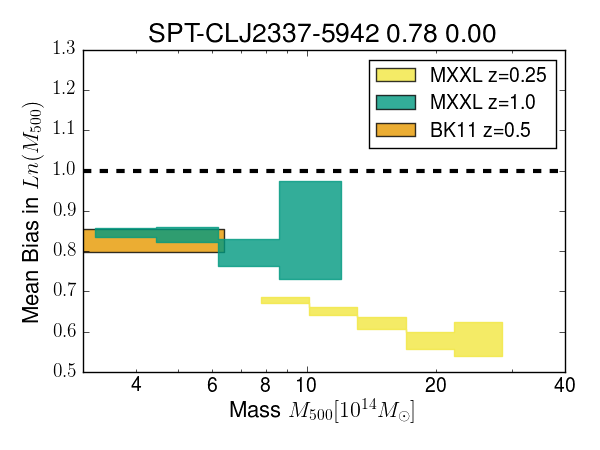 SPT-CLJ2337-5942 0.78 0.00
1.3
1.2
1.1
1.0
0.9
0.8
0.7
0.6
0.5
Mean Bias in Ln(M500)
MXXL z=0.25
MXXL z=1.0
BK11 z=0.5
4 6 8 10 20 40
Mass M500[10^14 M⊙]